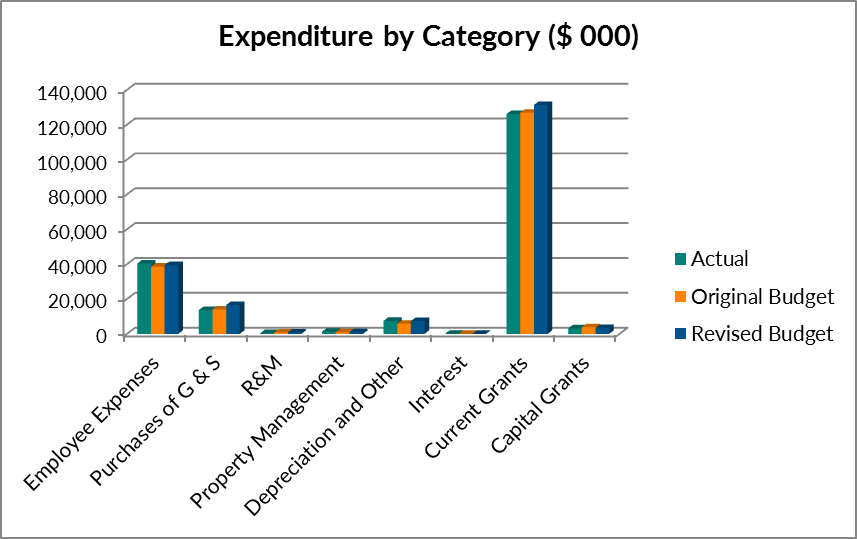 Expenditure by Category ($ 000)
140,000
120,000
100,000
80,000
60,000
40,000
20,000
0
Employee Expenses
Purchases of G & S
R&M
Property Management
Depreciation and Other
Interest
Current Grants
Capital Grants
Actual
Original Budget
Revised Budget